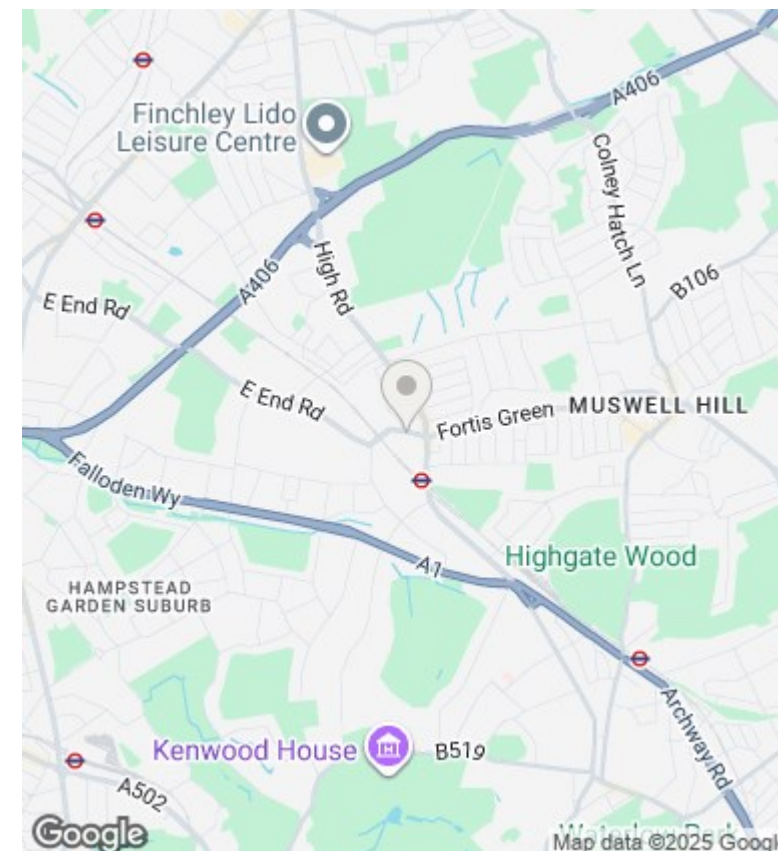 A406
Finchley Lido
Leisure Centre
Colney Hatch Ln
High Rd
A406
B106
E End Rd
E End Rd
Fortis Green
MUSWELL HILL
Falloden Wy
A1
Highgate Wood
HAMPSTEAD
GARDEN SUBURB
Kenwood House
B519
Archway Rd
A502
Google
Waterlow Park
Map data ©2025 Googl